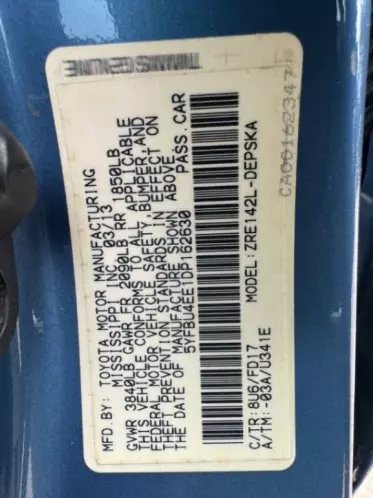 MFD.BY: TOYOTA MOTOR MANUFACTURING
MISSISSIPPI INC. 03/13
GVWR 3840LB GAWR FR 2090LB RR 1850LB
THIS VEHICLE CONFORMS TO ALL APPLICABLE
FEDERAL MOTOR VEHICLE SAFETY, BUMPER AND
THEFT PREVENTION STANDARDS IN EFFECT ON
THE DATE OF MANUFACTURE SHOWN ABOVE
5YFBU4EE1DP162630 PASS.CAR
C/TR:8U6/FD17 MODEL:ZRE142L-DEPSKA
A/TM:-03A/U341E
CA00162347